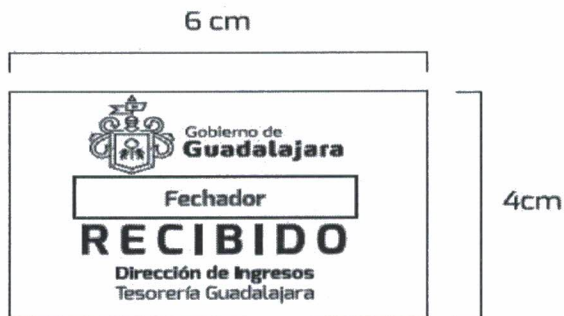 6 cm
Gobierno de
Guadalajara
Fechador
RECIBIDO
Dirección de Ingresos
Tesorería Guadalajara
4cm